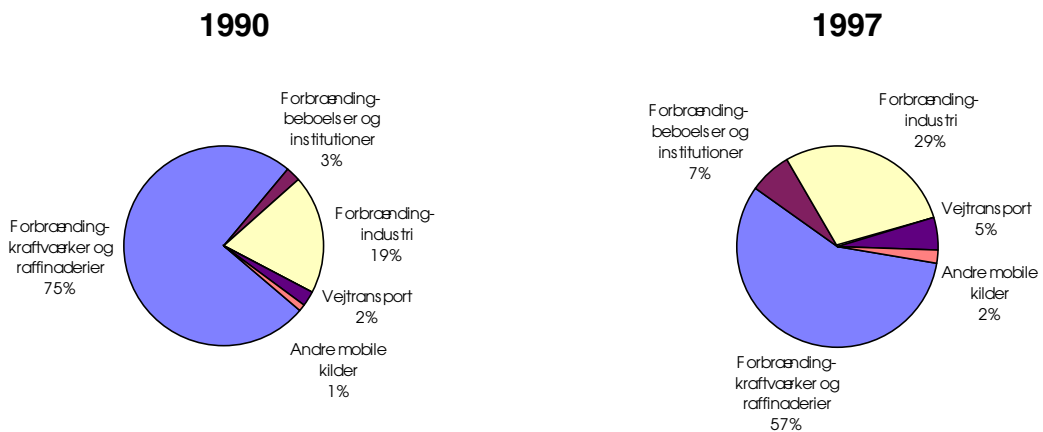 1990
Forbrænding-
beboelser og
institutioner
3%
Forbrænding-
industri
19%
Vejtransport
2%
Andre mobile
kilder
1%
Forbrænding-
kraftværker og
raffinaderier
75%
1997
Forbrænding-
beboelser og
institutioner
7%
Forbrænding-
industri
29%
Vejtransport
5%
Andre mobile
kilder
2%
Forbrænding-
kraftværker og
raffinaderier
57%